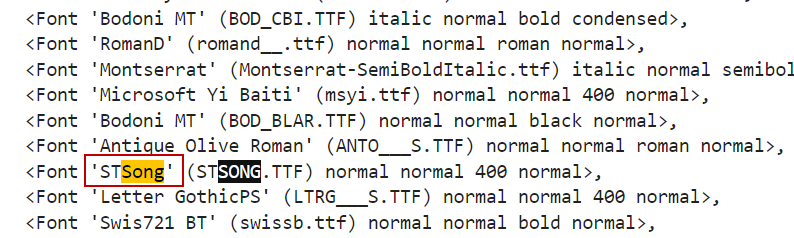 <Font 'Bodoni MT' (BOD_CBI.TTF) italic normal bold condensed>,
<Font 'RomanD' (romand__.ttf) normal normal roman normal>,
<Font 'Montserrat' (Montserrat-SemiBoldItalic.ttf) italic normal semibol
<Font 'Microsoft Yi Baiti' (msyi.ttf) normal normal 400 normal>,
<Font 'Bodoni MT' (BOD_BLAR.TTF) normal normal black normal>,
<Font 'Antique Olive Roman' (ANTO___S.TTF) normal normal roman normal>,
<Font 'STSong' (STSONG.TTF) normal normal 400 normal>,
<Font 'Letter GothicPS' (LTRG___S.TTF) normal normal 400 normal>,
<Font 'Swis721 BT' (swissb.ttf) normal normal bold normal>,